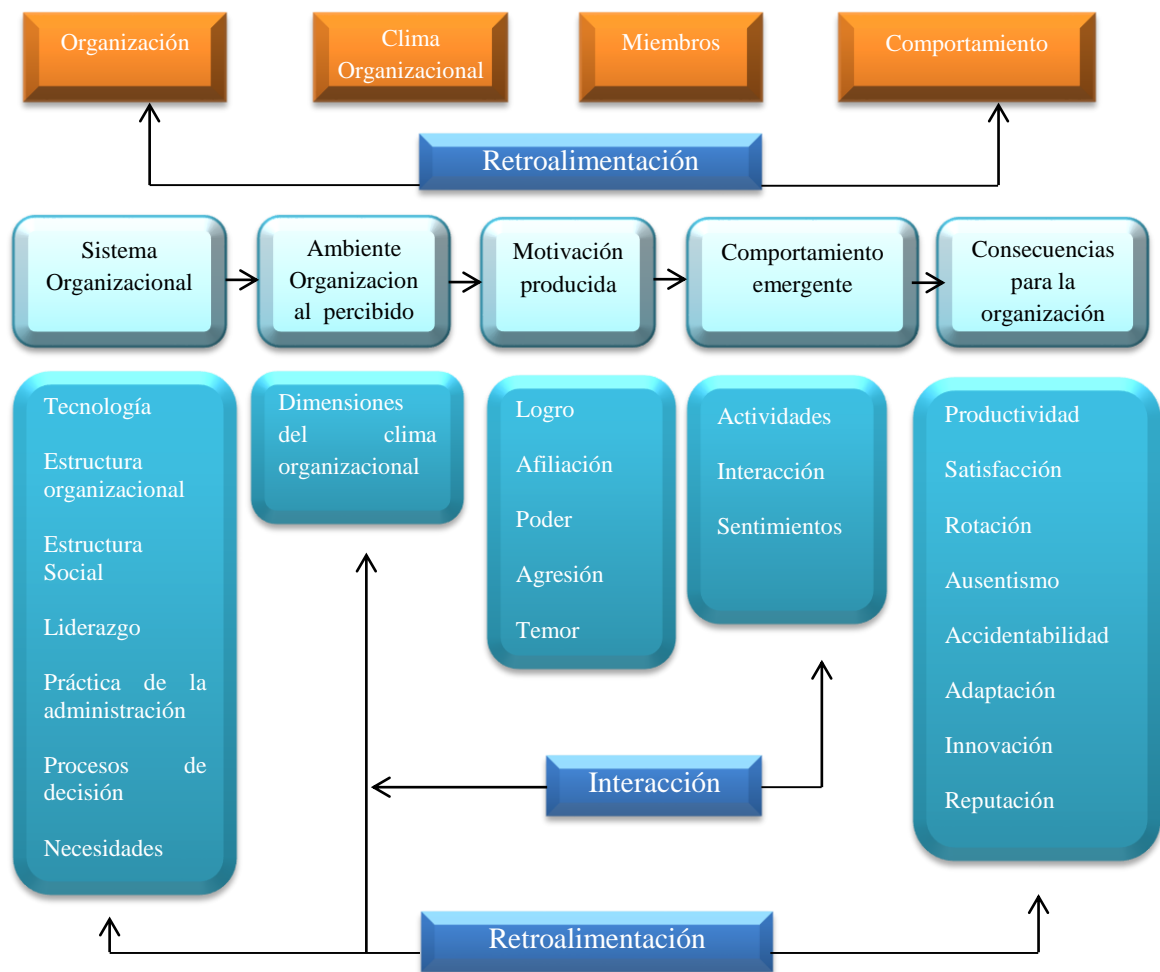 Organización
Clima
Organizacional
Miembros
Comportamiento
Retroalimentación
Sistema
Organizacional
Ambiente
Organizacion
al percibido
Motivación
producida
Comportamiento
emergente
Consecuencias
para la
organización
Tecnología
Estructura
organizacional
Estructura
Social
Liderazgo
Práctica de la
administración
Procesos de
decisión
Necesidades
Dimensiones
del clima
organizacional
Logro
Afiliación
Poder
Agresión
Temor
Actividades
Interacción
Sentimientos
Productividad
Satisfacción
Rotación
Ausentismo
Accidentabilidad
Adaptación
Innovación
Reputación
Interacción
Retroalimentación